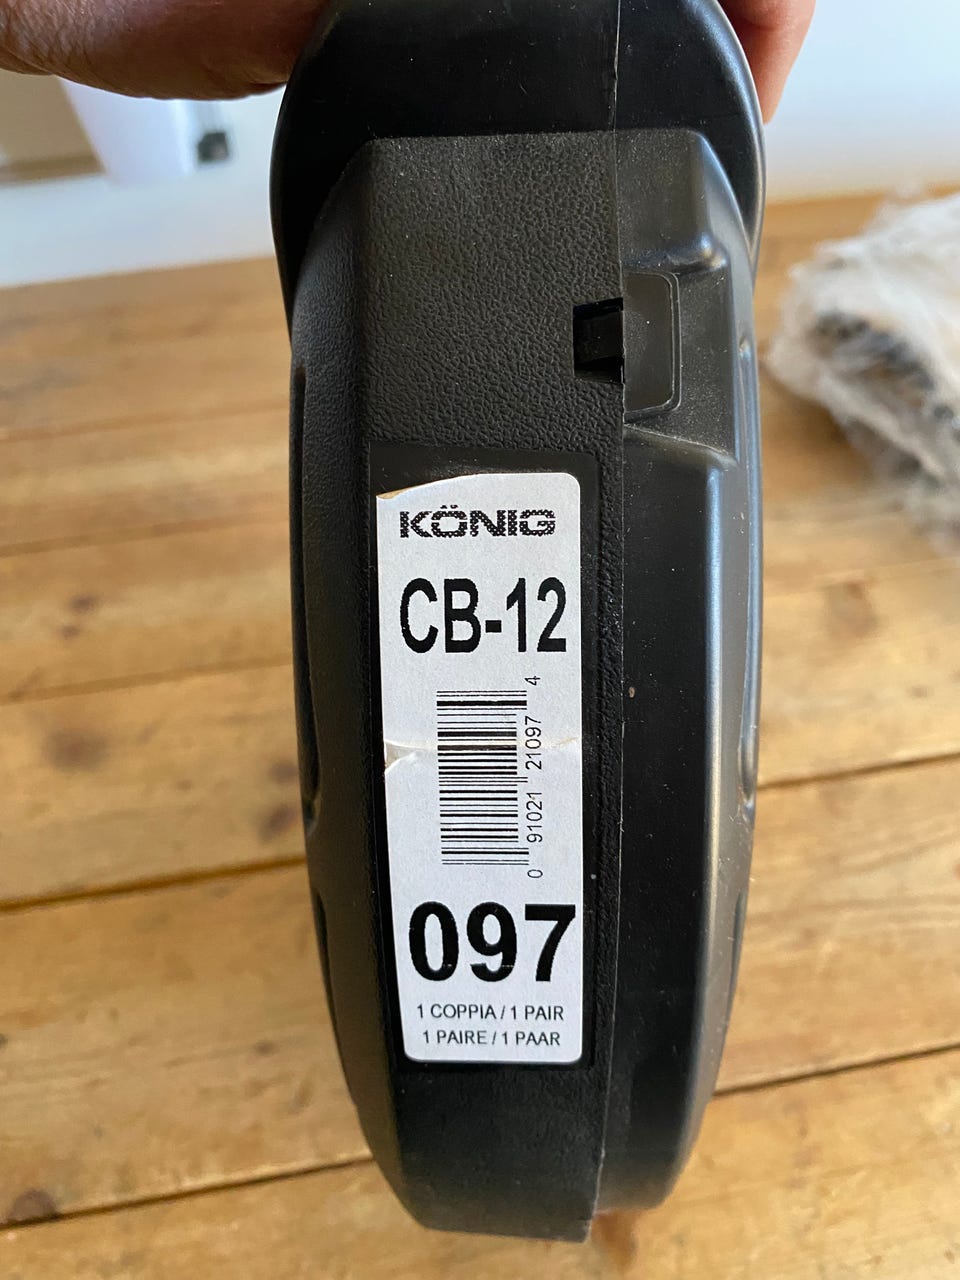 KÖNIG
CB-12
0 91021 21097 4
097
1 COPPIA / 1 PAIR
1 PAIRE / 1 PAAR